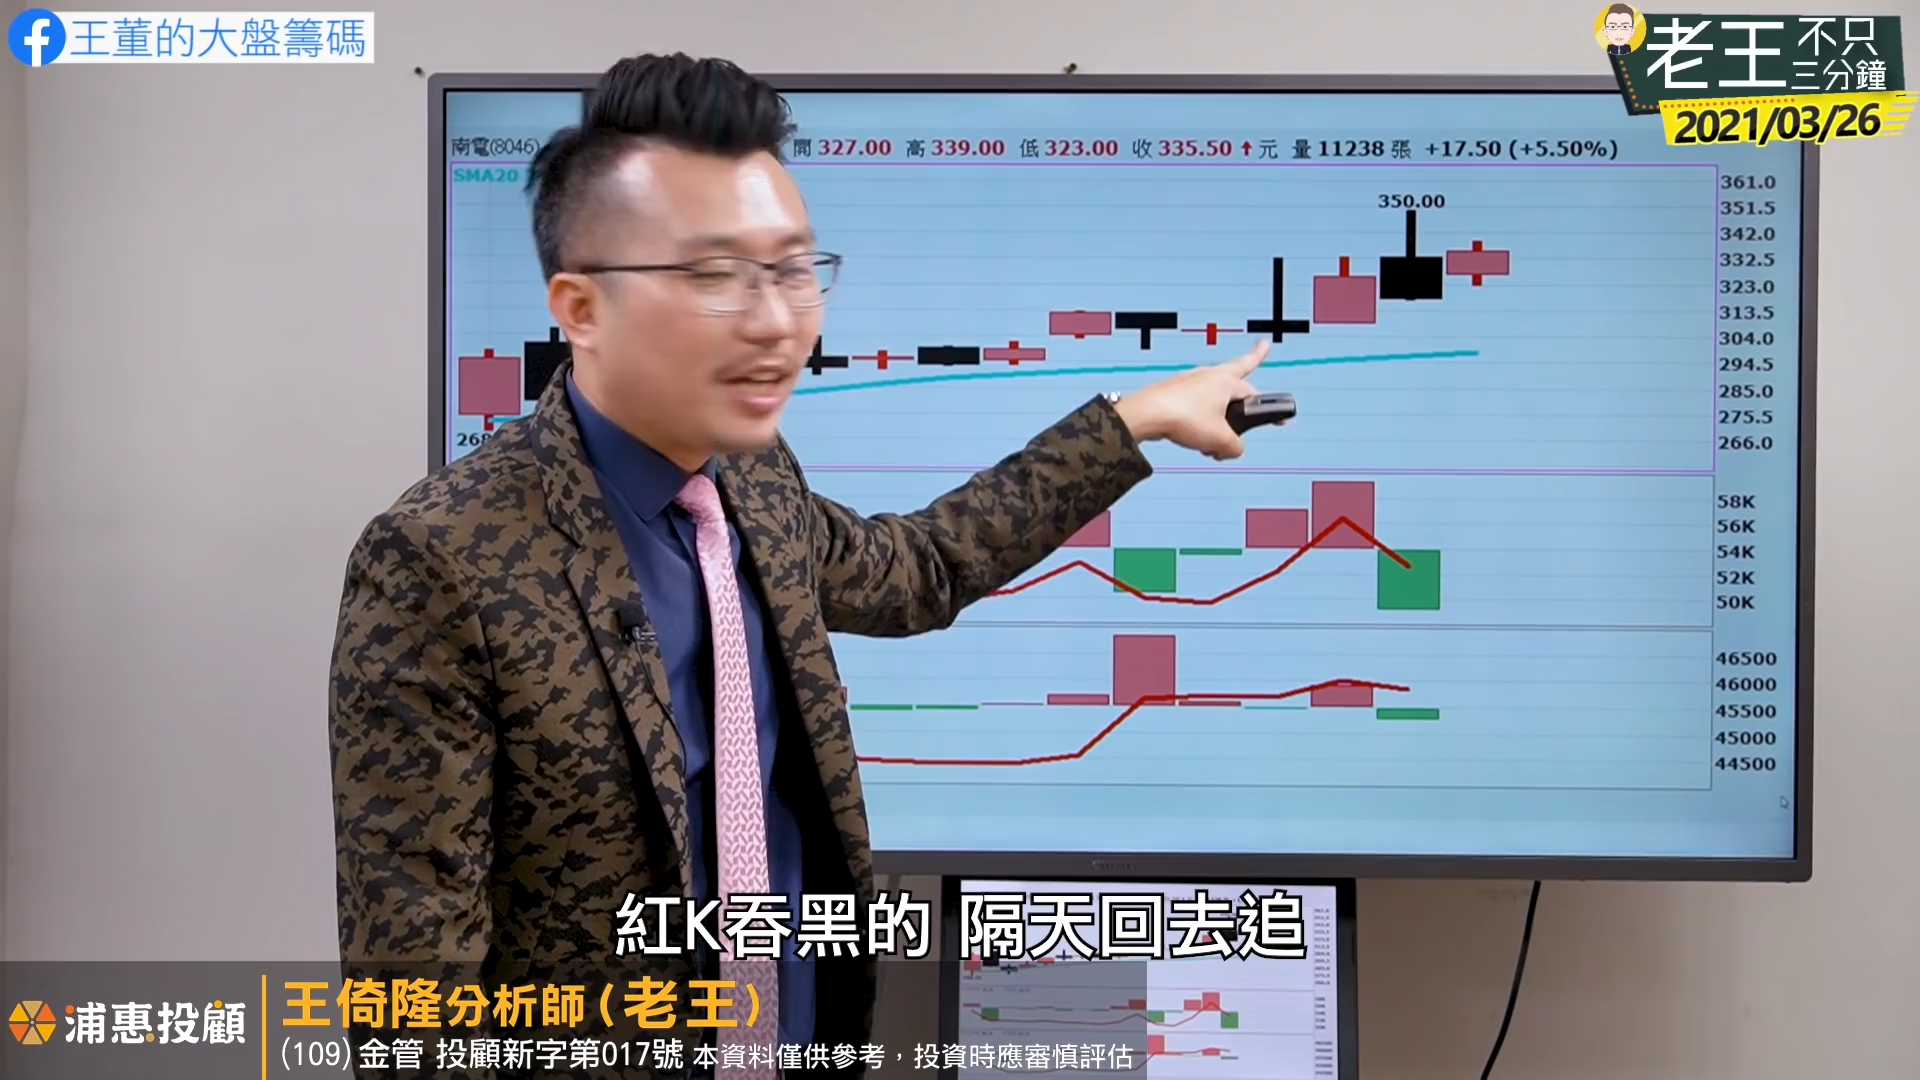 王董的大盤籌碼
老王 不只三分鐘
2021/03/26
南電(8046) 開 327.00 高 339.00 低 323.00 收 335.50 ↑ 元 量 11238 張 +17.50 (+5.50%)
SMA20
350.00
361.0
351.5
342.0
332.5
323.0
313.5
304.0
294.5
285.0
275.5
266.0
268
58K
56K
54K
52K
50K
46500
46000
45500
45000
44500
紅K吞黑的 隔天回去追
浦惠投顧
王倚隆分析師(老王)
(109)金管 投顧新字第017號 本資料僅供參考，投資時應審慎評估